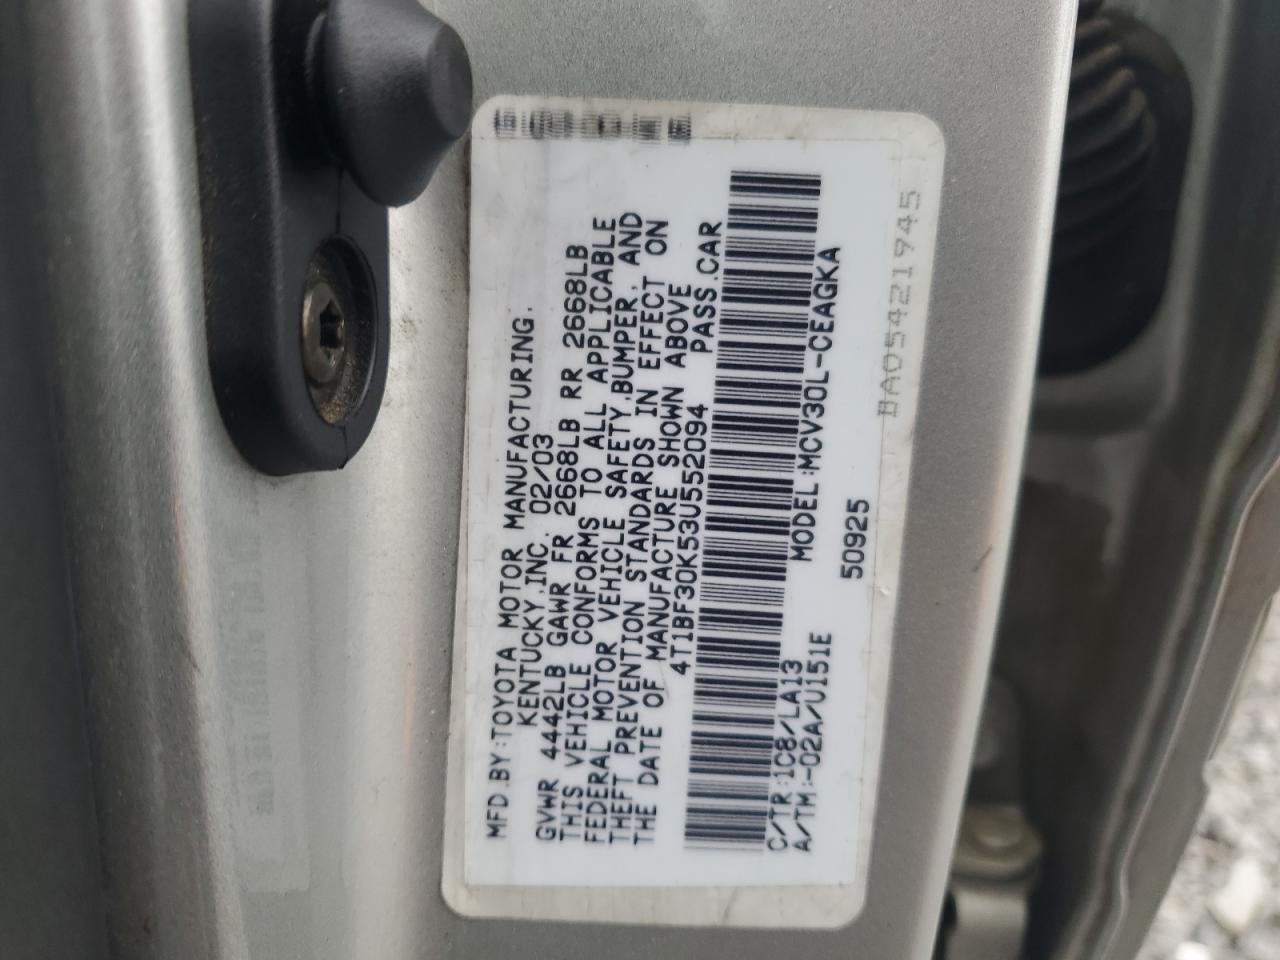 MFD.BY:TOYOTA MOTOR MANUFACTURING,
KENTUCKY,INC. 02/03
GVWR 4442LB GAWR FR 2668LB RR 2668LB
THIS VEHICLE CONFORMS TO ALL APPLICABLE
FEDERAL MOTOR VEHICLE SAFETY,BUMPER, AND
THEFT PREVENTION STANDARDS IN EFFECT ON
THE DATE OF MANUFACTURE SHOWN ABOVE
4T1BF30K53U552094 PASS.CAR
C/TR:1C8/LA13 MODEL:MCV30L-CEAGKA
A/TM:-02A/U151E 50925
BA05421945